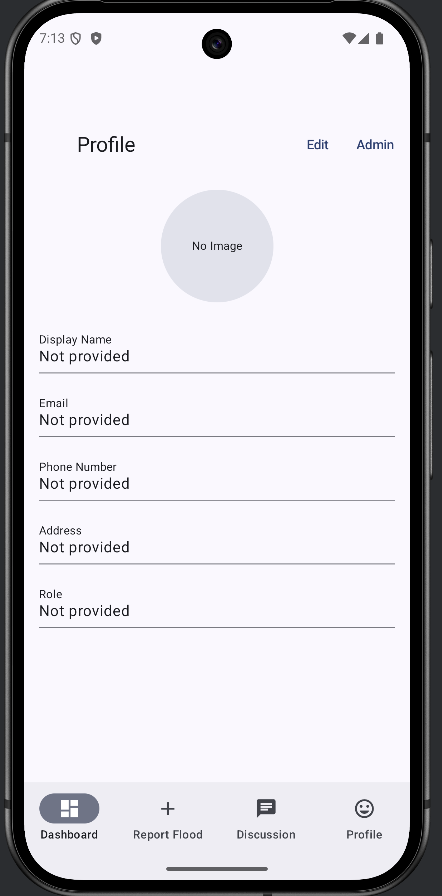 7:13
Profile Edit Admin
No Image
Display Name
Not provided
Email
Not provided
Phone Number
Not provided
Address
Not provided
Role
Not provided
Dashboard Report Flood Discussion Profile